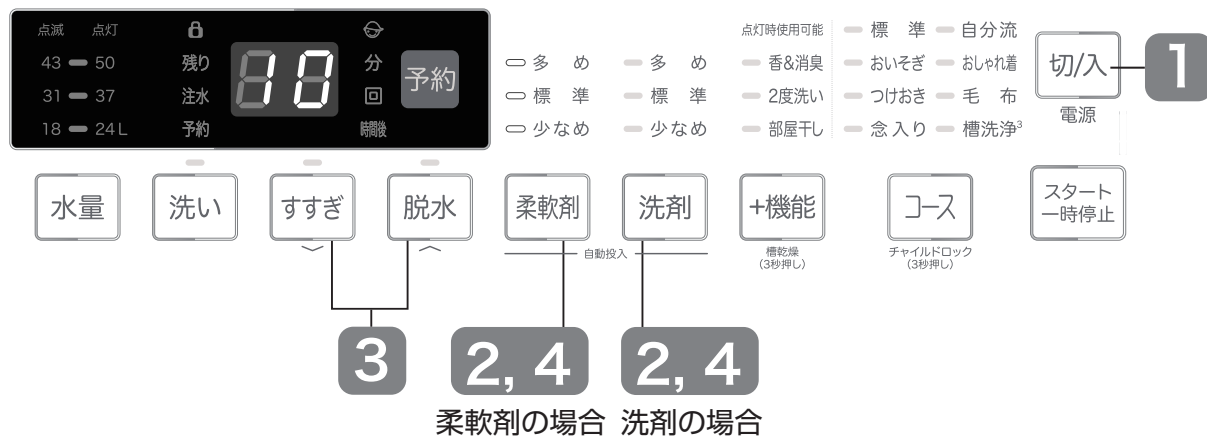 点滅 点灯
43 50
31 37
18 24L
残り
注水
予約
10
分
回
時間後
予約
多め
標準
少なめ
多め
標準
少なめ
点灯時使用可能
香&消臭
2度洗い
部屋干し
標準 自分流
おいそぎ おしゃれ着
つけおき 毛布
念入り 槽洗浄3
切/入
電源
1
水量
洗い
すすぎ
脱水
柔軟剤
洗剤
自動投入
+機能
槽乾燥
(3秒押し)
コース
チャイルドロック
(3秒押し)
スタート
一時停止
3
2, 4
柔軟剤の場合
2, 4
洗剤の場合